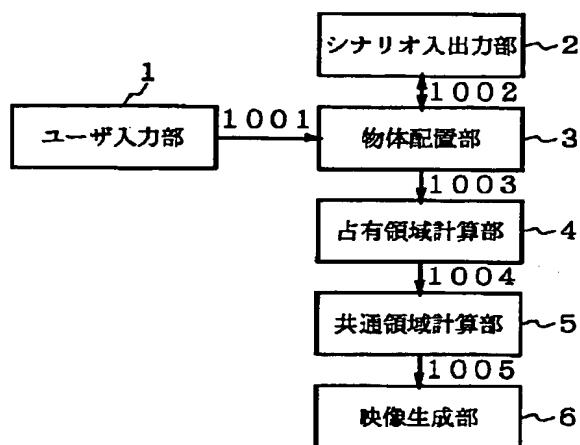 シナリオ入出力部 2
1
1002
ユーザ入力部
1001
物体配置部 3
1003
占有領域計算部 4
1004
共通領域計算部 5
1005
映像生成部 6